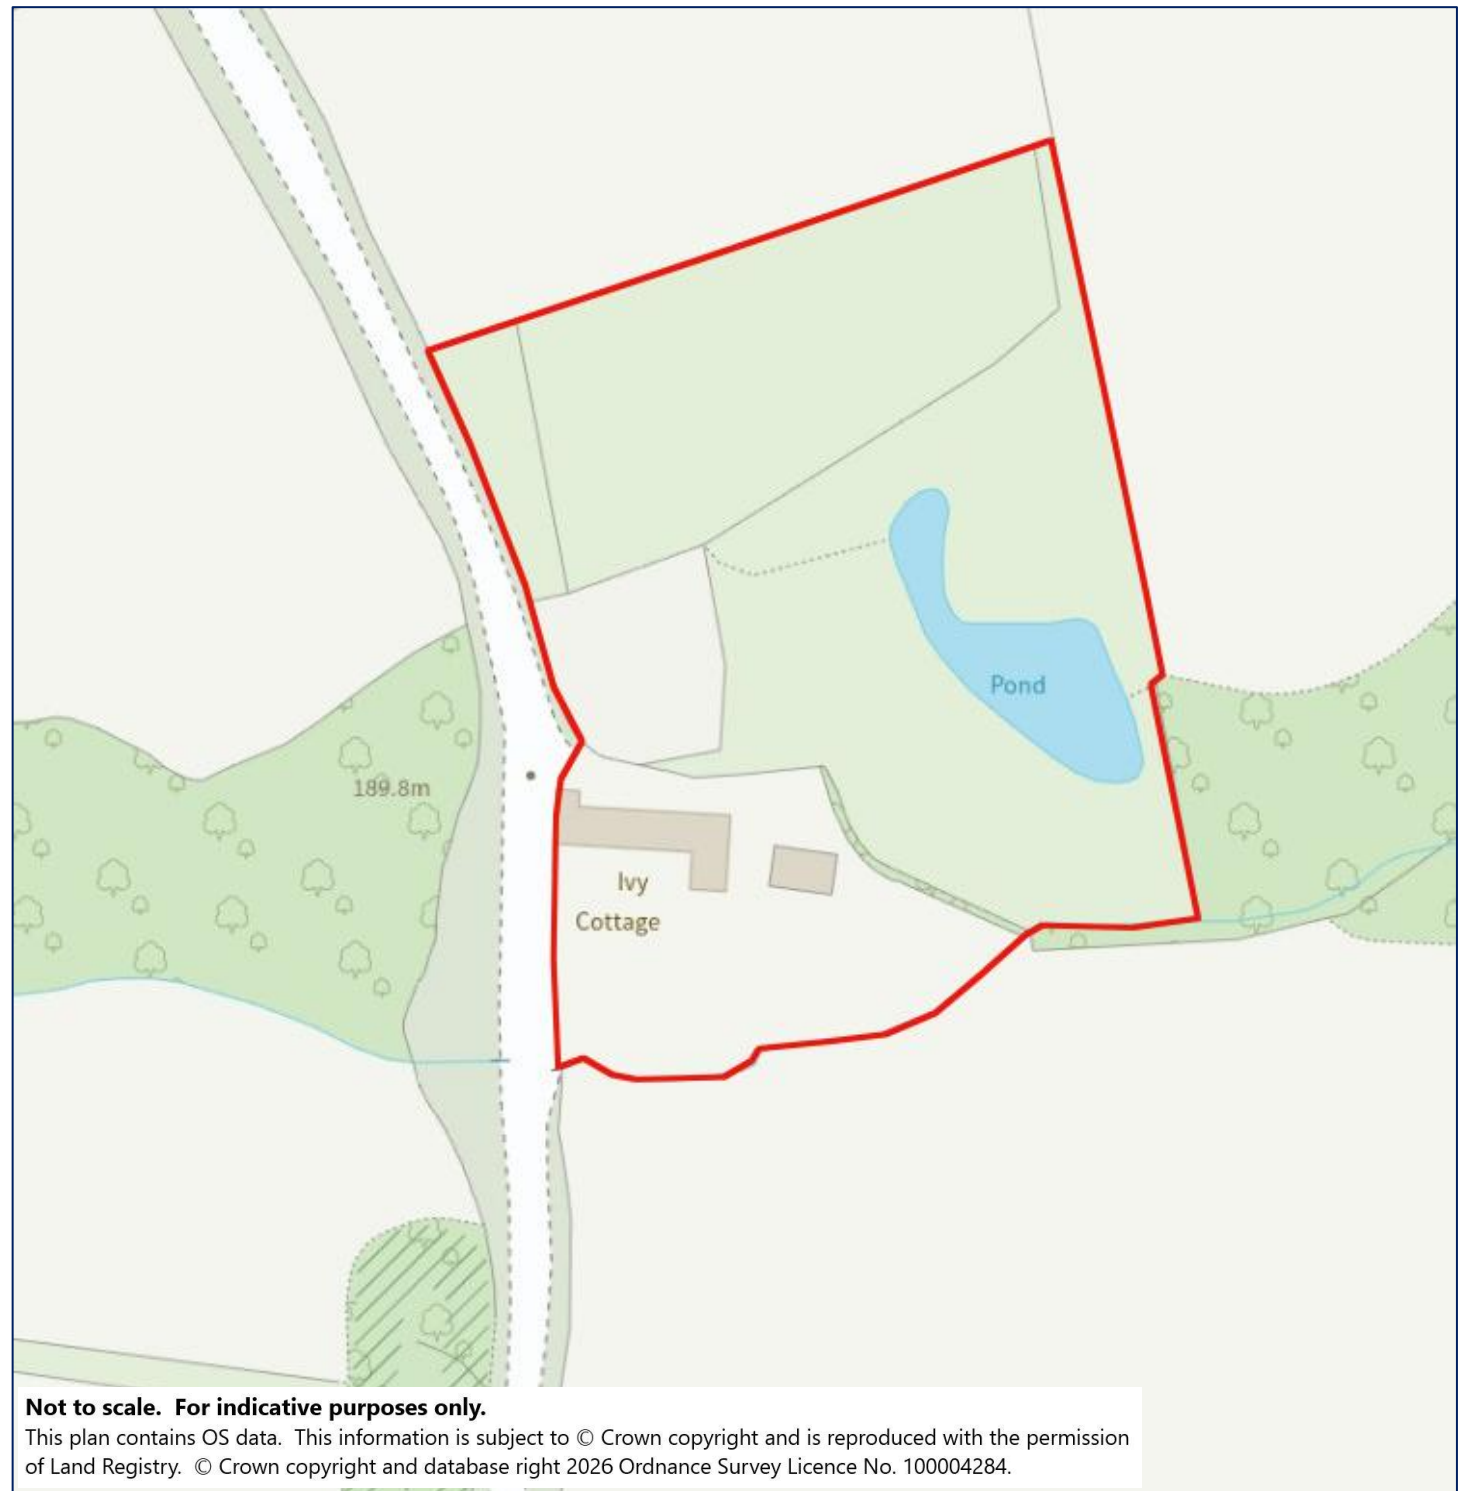 Pond
189.8m
Ivy
Cottage
Not to scale.  For indicative purposes only.
This plan contains OS data.  This information is subject to © Crown copyright and is reproduced with the permission
of Land Registry.  © Crown copyright and database right 2026 Ordnance Survey Licence No. 100004284.